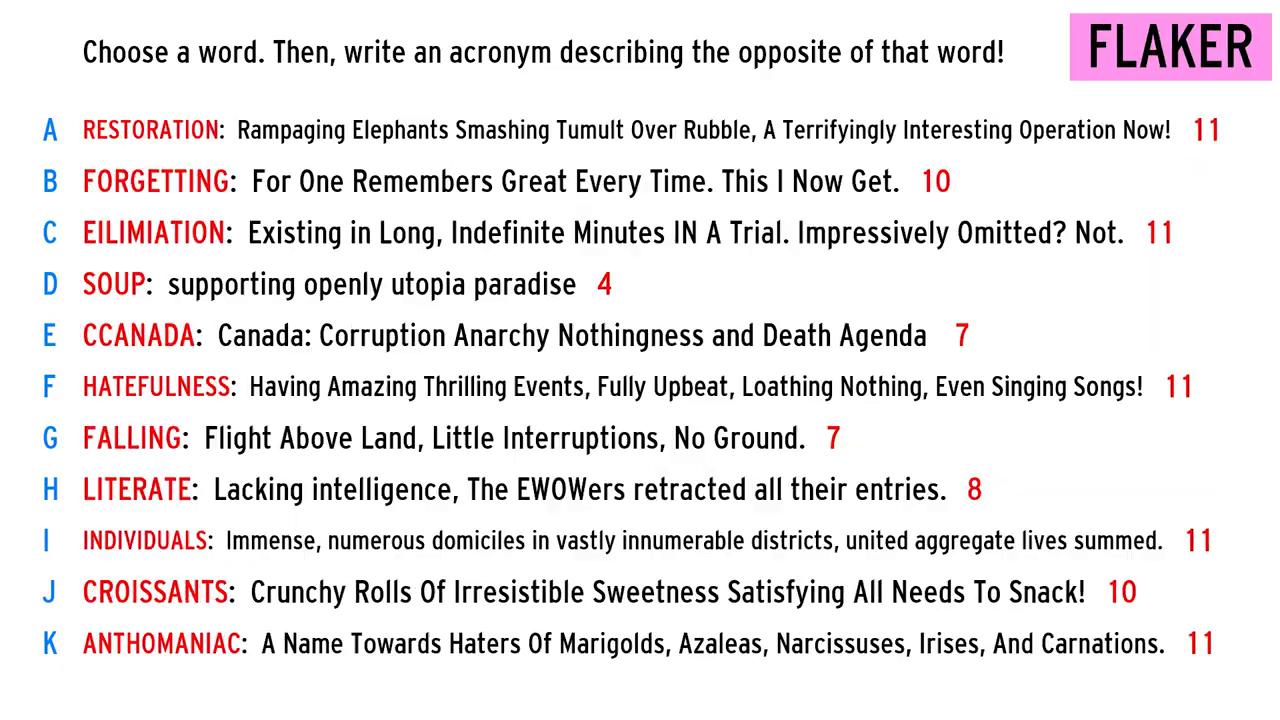 Choose a word. Then, write an acronym describing the opposite of that word!
FLAKER
A RESTORATION: Rampaging Elephants Smashing Tumult Over Rubble, A Terrifyingly Interesting Operation Now! 11
B FORGETTING: For One Remembers Great Every Time. This I Now Get. 10
C EILIMIATION: Existing in Long, Indefinite Minutes IN A Trial. Impressively Omitted? Not. 11
D SOUP: supporting openly utopia paradise 4
E CCANADA: Canada: Corruption Anarchy Nothingness and Death Agenda 7
F HATEFULNESS: Having Amazing Thrilling Events, Fully Upbeat, Loathing Nothing, Even Singing Songs! 11
G FALLING: Flight Above Land, Little Interruptions, No Ground. 7
H LITERATE: Lacking intelligence, The EWOWers retracted all their entries. 8
I INDIVIDUALS: Immense, numerous domiciles in vastly innumerable districts, united aggregate lives summed. 11
J CROISSANTS: Crunchy Rolls Of Irresistible Sweetness Satisfying All Needs To Snack! 10
K ANTHOMANIAC: A Name Towards Haters Of Marigolds, Azaleas, Narcissuses, Irises, And Carnations. 11